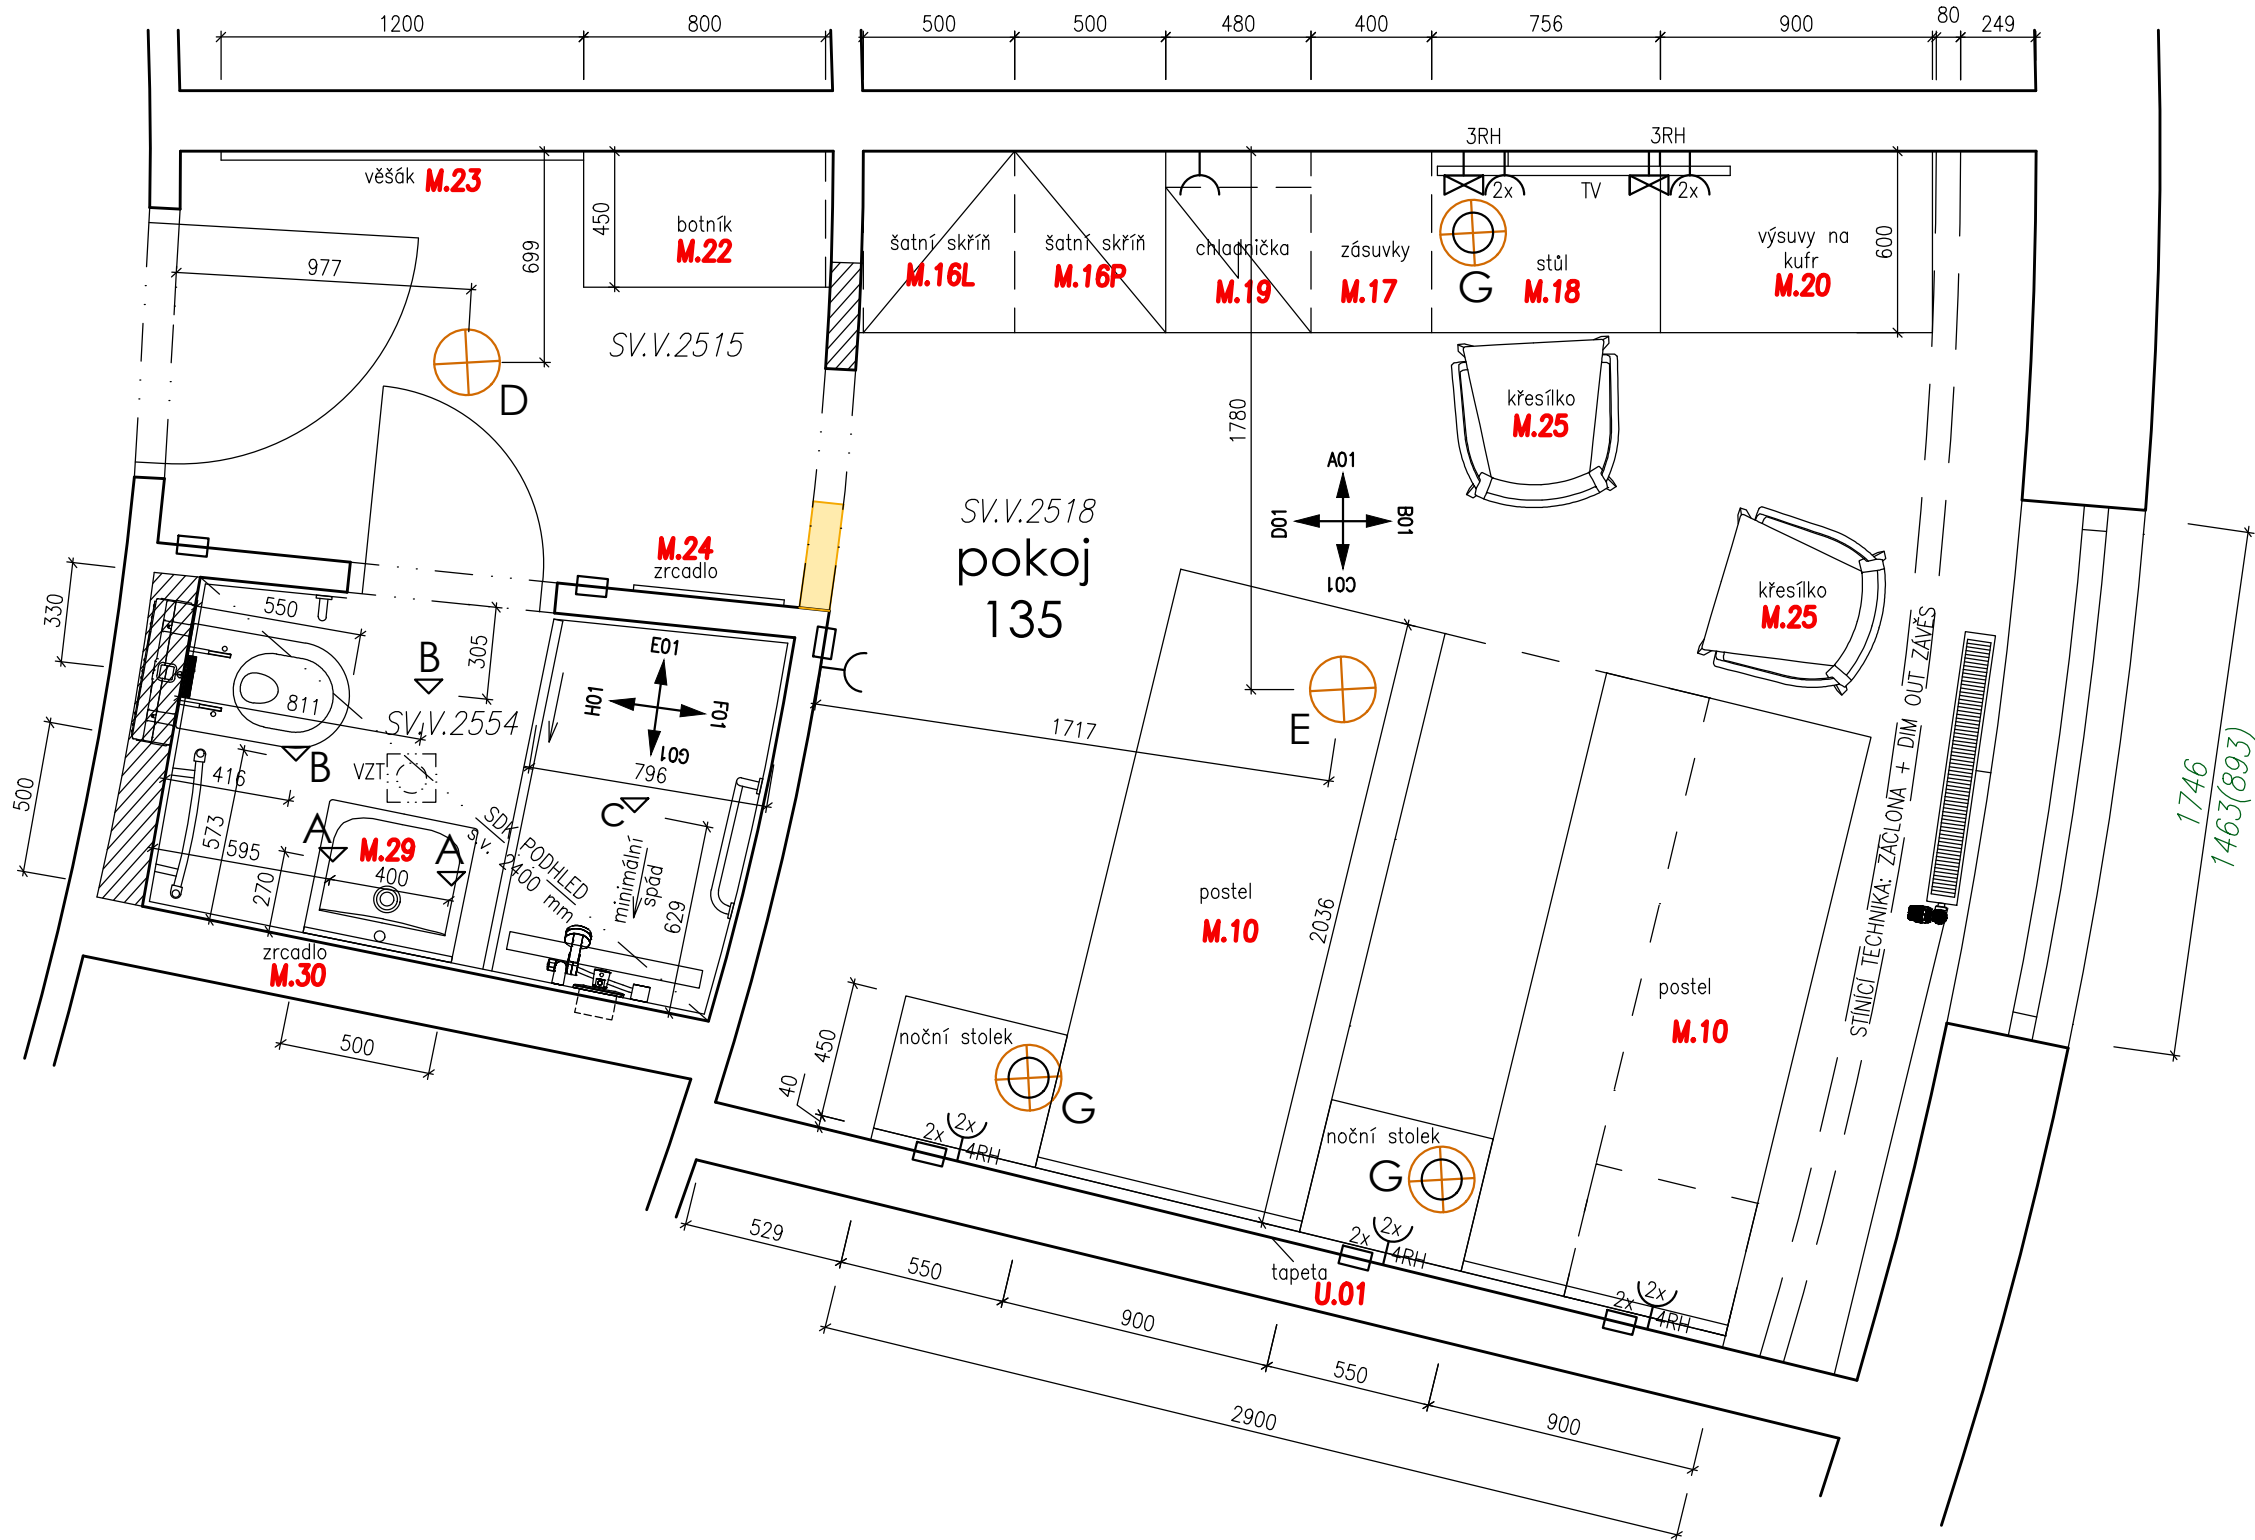 1200
800
500
500
480
400
756
900
80
249
věšák M.23
977
699
450
botník
M.22
SV.V.2515
D
šatní skříň
M.16L
šatní skříň
M.16P
chladnička
M.19
zásuvky
M.17
3RH
2x
TV
3RH
2x
G
stůl
M.18
výsuvy na
kufr
M.20
600
1780
křesílko
M.25
křesílko
M.25
A01
B01
C01
D01
SV.V.2518
pokoj
135
M.24
zrcadlo
330
550
305
500
811
B
SV.V.2554
B
VZT
416
573
595
270
A
M.29
A
400
E01
F01
G01
H01
796
C
SDK PODHLED
s.v. 2400 mm
minimální
spád
629
zrcadlo
M.30
500
E
1717
postel
M.10
2036
postel
M.10
STÍNÍCÍ TECHNIKA: ZÁCLONA + DIM OUT ZÁVĚS
1746
1463(893)
noční stolek
G
450
40
2x
2x
4RH
noční stolek
G
2x
2x
4RH
2x
2x
4RH
tapeta
U.01
529
550
900
550
900
2900